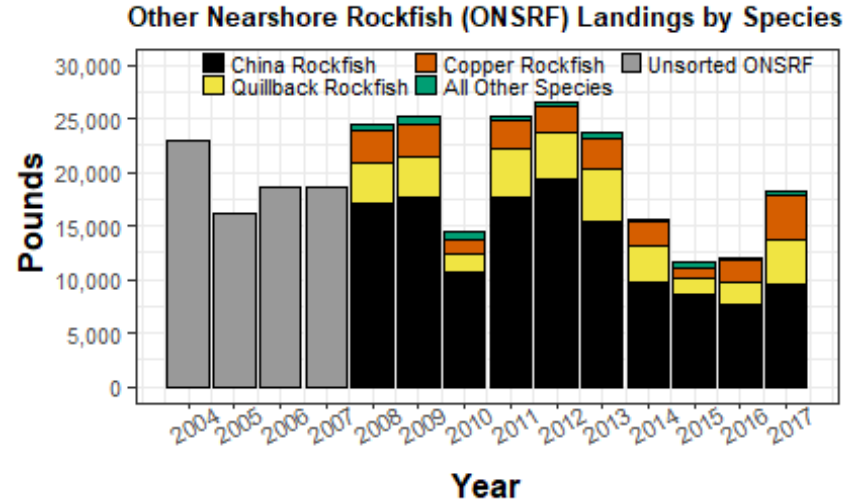 Other Nearshore Rockfish (ONSRF) Landings by Species
China Rockfish Copper Rockfish Unsorted ONSRF
Quillback Rockfish All Other Species
30,000
25,000
20,000
15,000
10,000
5,000
0
Pounds
2004 2005 2006 2007 2008 2009 2010 2011 2012 2013 2014 2015 2016 2017
Year